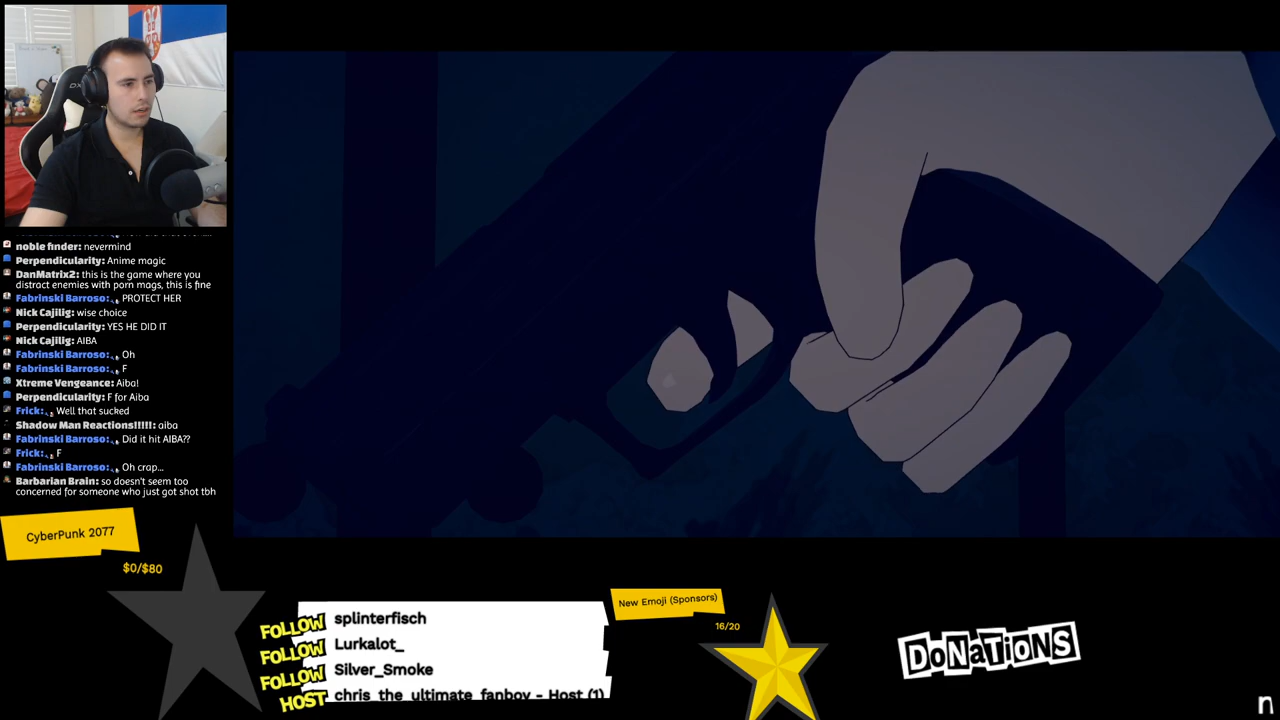 noble finder: nevermind
Perpendicularity: Anime magic
DanMatrix2: this is the game where you
distract enemies with porn mags, this is fine
Fabrinski Barroso: PROTECT HER
Nick Cajilig: wise choice
Perpendicularity: YES HE DID IT
Nick Cajilig: AIBA
Fabrinski Barroso: Oh
Fabrinski Barroso: F
Xtreme Vengeance: Aiba!
Perpendicularity: F for Aiba
Frick: Well that sucked
Shadow Man Reactions!!!!!: aiba
Fabrinski Barroso: Did it hit AIBA??
Frick: F
Fabrinski Barroso: Oh crap...
Barbarian Brain: so doesn't seem too
concerned for someone who just got shot tbh
CyberPunk 2077
$0/$80
FOLLOW splinterfisch
FOLLOW Lurkalot_
FOLLOW Silver_Smoke
HOST chris_the_ultimate_fanboy - Host (1)
New Emoji (Sponsors)
16/20
DoNaTiONS
n